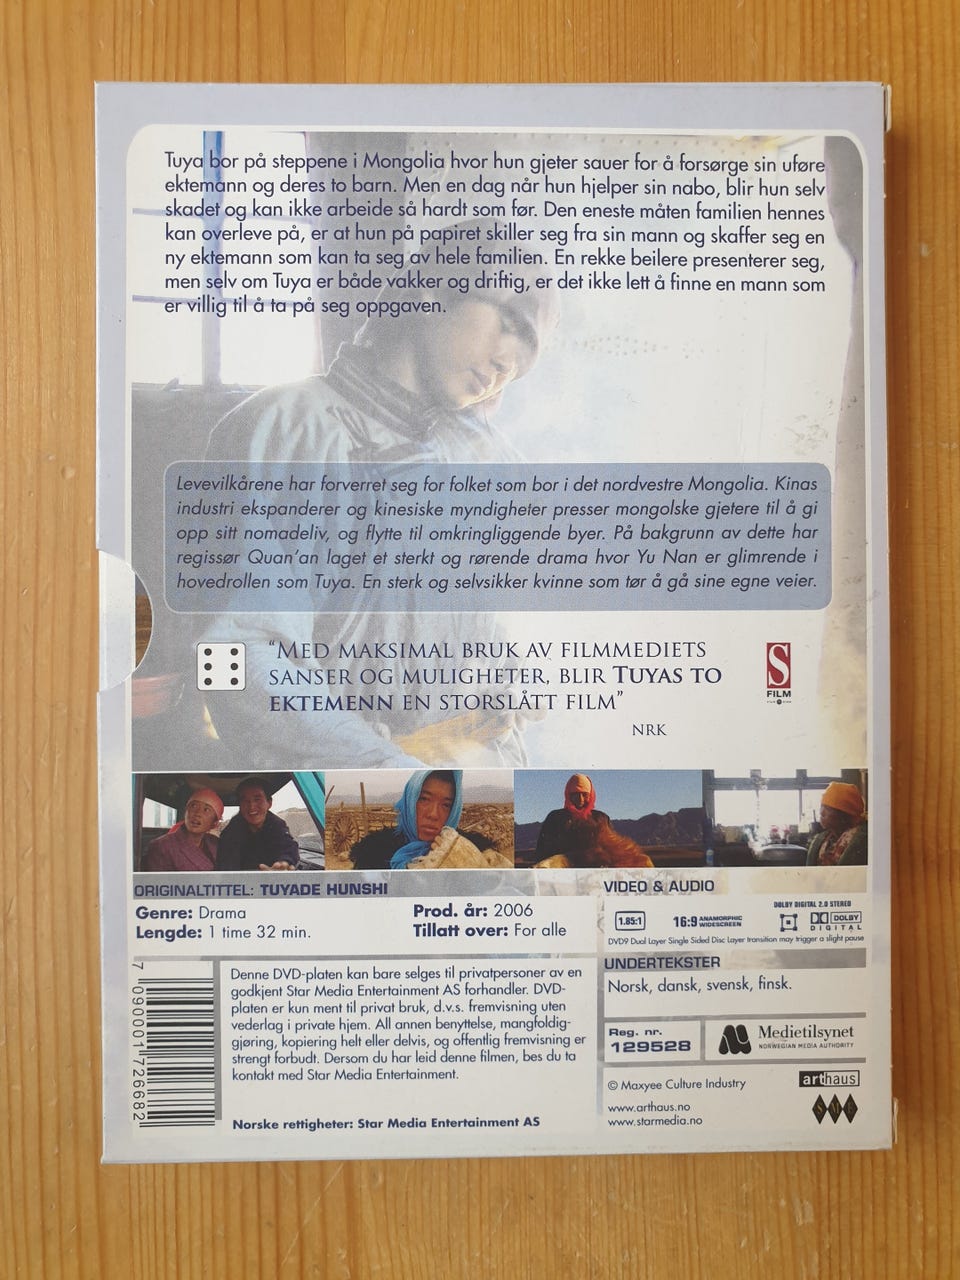 Tuya bor på steppene i Mongolia hvor hun gjeter sauer for å forsørge sin uføre
ektemann og deres to barn. Men en dag når hun hjelper sin nabo, blir hun selv
skadet og kan ikke arbeide så hardt som før. Den eneste måten familien hennes
kan overleve på, er at hun på papiret skiller seg fra sin mann og skaffer seg en
ny ektemann som kan ta seg av hele familien. En rekke beilere presenterer seg,
men selv om Tuya er både vakker og driftig, er det ikke lett å finne en mann som
er villig til å ta på seg oppgaven.
Levevilkårene har forverret seg for folket som bor i det nordvestre Mongolia. Kinas
industri ekspanderer og kinesiske myndigheter presser mongolske gjetere til å gi
opp sitt nomadeliv, og flytte til omkringliggende byer. På bakgrunn av dette har
regissør Quan'an laget et sterkt og rørende drama hvor Yu Nan er glimrende i
hovedrollen som Tuya. En sterk og selvsikker kvinne som tør å gå sine egne veier.
"MED MAKSIMAL BRUK AV FILMMEDIETS
SANSER OG MULIGHETER, BLIR TUYAS TO
EKTEMENN EN STORSLÅTT FILM"
NRK
S
FILM
ORIGINALTITTEL: TUYADE HUNSHI
Genre: Drama
Lengde: 1 time 32 min.
Prod. år: 2006
Tillatt over: For alle
VIDEO & AUDIO
1.85:1
16:9 ANAMORPHIC WIDESCREEN
DOLBY DIGITAL 2.0 STEREO
DOLBY
DIGITAL
DVD9 Dual Layer Single Sided Disc Layer transition may trigger a slight pause
UNDERTEKSTER
Norsk, dansk, svensk, finsk.
7 090001 726682
Denne DVD-platen kan bare selges til privatpersoner av en
godkjent Star Media Entertainment AS forhandler. DVD-
platen er kun ment til privat bruk, d.v.s. fremvisning uten
vederlag i private hjem. All annen benyttelse, mangfoldig-
gjøring, kopiering helt eller delvis, og offentlig fremvisning er
strengt forbudt. Dersom du har leid denne filmen, bes du ta
kontakt med Star Media Entertainment.
Norske rettigheter: Star Media Entertainment AS
Reg. nr.
129528
Medietilsynet
NORWEGIAN MEDIA AUTHORITY
© Maxyee Culture Industry
www.arthaus.no
www.starmedia.no
arthaus
SME